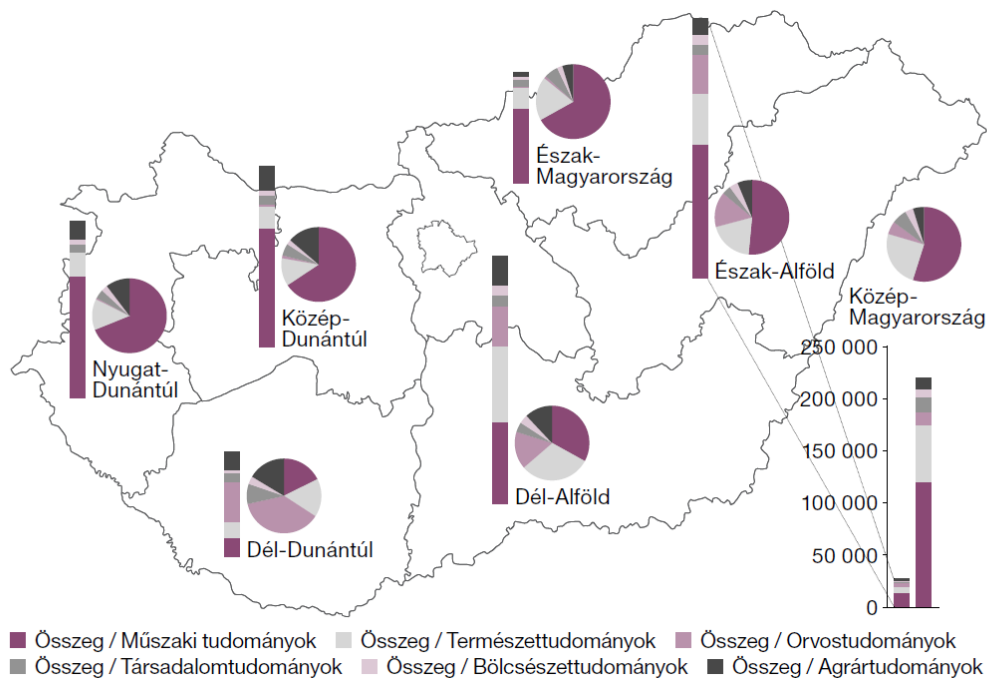 Észak-
Magyarország
Észak-Alföld
Közép-
Magyarország
Közép-
Dunántúl
Nyugat-
Dunántúl
Dél-Alföld
Dél-Dunántúl
250 000
200 000
150 000
100 000
50 000
0
Összeg / Műszaki tudományok
Összeg / Természettudományok
Összeg / Orvostudományok
Összeg / Társadalomtudományok
Összeg / Bölcsészettudományok
Összeg / Agrártudományok